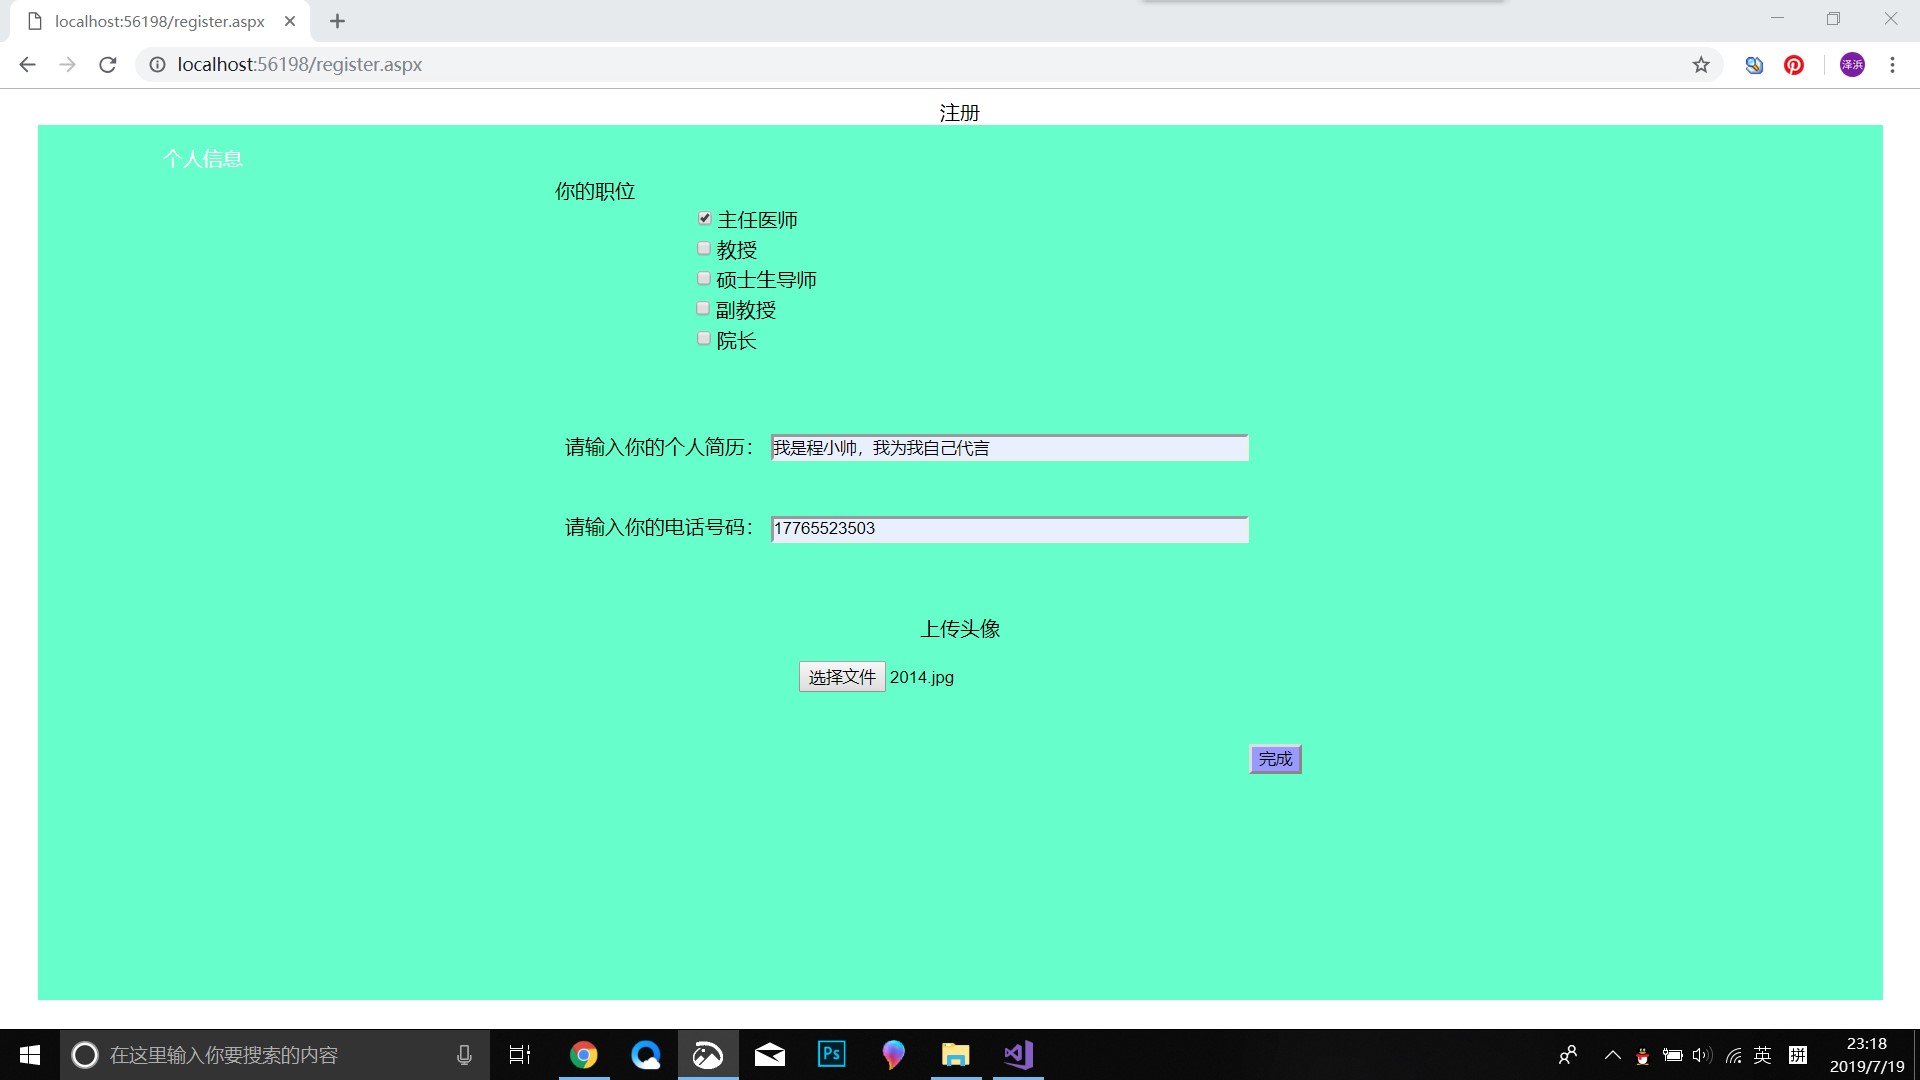 localhost:56198/register.aspx
localhost:56198/register.aspx
泽浜
注册
个人信息
你的职位
主任医师
教授
硕士生导师
副教授
院长
请输入你的个人简历：
我是程小帅，我为我自己代言
请输入你的电话号码：
17765523503
上传头像
选择文件 2014.jpg
完成
在这里输入你要搜索的内容
Ps
英
拼
23:18
2019/7/19